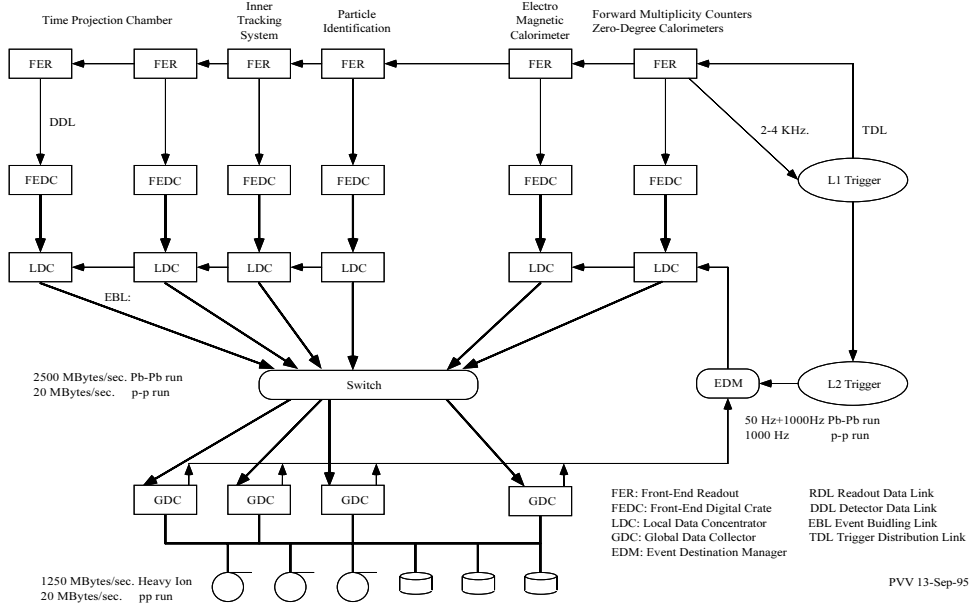 Time Projection Chamber
Inner
Tracking
System
Particle
Identification
Electro
Magnetic
Calorimeter
Forward Multiplicity Counters
Zero-Degree Calorimeters
FER
FER
FER
FER
FER
FER
DDL
2-4 KHz.
TDL
FEDC
FEDC
FEDC
FEDC
FEDC
FEDC
L1 Trigger
LDC
LDC
LDC
LDC
LDC
LDC
EBL:
2500 MBytes/sec. Pb-Pb run
20 MBytes/sec. p-p run
Switch
EDM
L2 Trigger
50 Hz+1000Hz Pb-Pb run
1000 Hz p-p run
GDC
GDC
GDC
GDC
FER: Front-End Readout
FEDC: Front-End Digital Crate
LDC: Local Data Concentrator
GDC: Global Data Collector
EDM: Event Destination Manager
RDL Readout Data Link
DDL Detector Data Link
EBL Event Buidling Link
TDL Trigger Distribution Link
1250 MBytes/sec. Heavy Ion
20 MBytes/sec. pp run
PVV 13-Sep-95